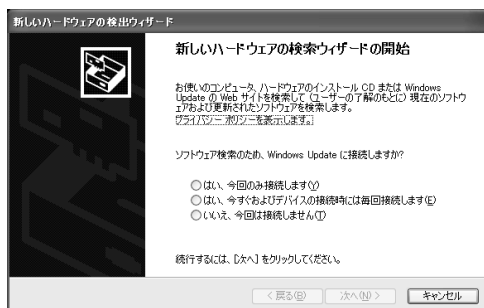 新しいハードウェアの検出ウィザード
新しいハードウェアの検索ウィザードの開始
お使いのコンピュータ、ハードウェアのインストール CD または Windows
Update の Web サイトを検索して (ユーザーの了解のもとに) 現在のソフトウ
ェアおよび更新されたソフトウェアを検索します。
プライバシー ポリシーを表示します。
ソフトウェア検索のため、Windows Update に接続しますか?
はい、今回のみ接続します(Y)
はい、今すぐおよびデバイスの接続時には毎回接続します(E)
いいえ、今回は接続しません(T)
続行するには、[次へ] をクリックしてください。
< 戻る(B)
次へ(N) >
キャンセル